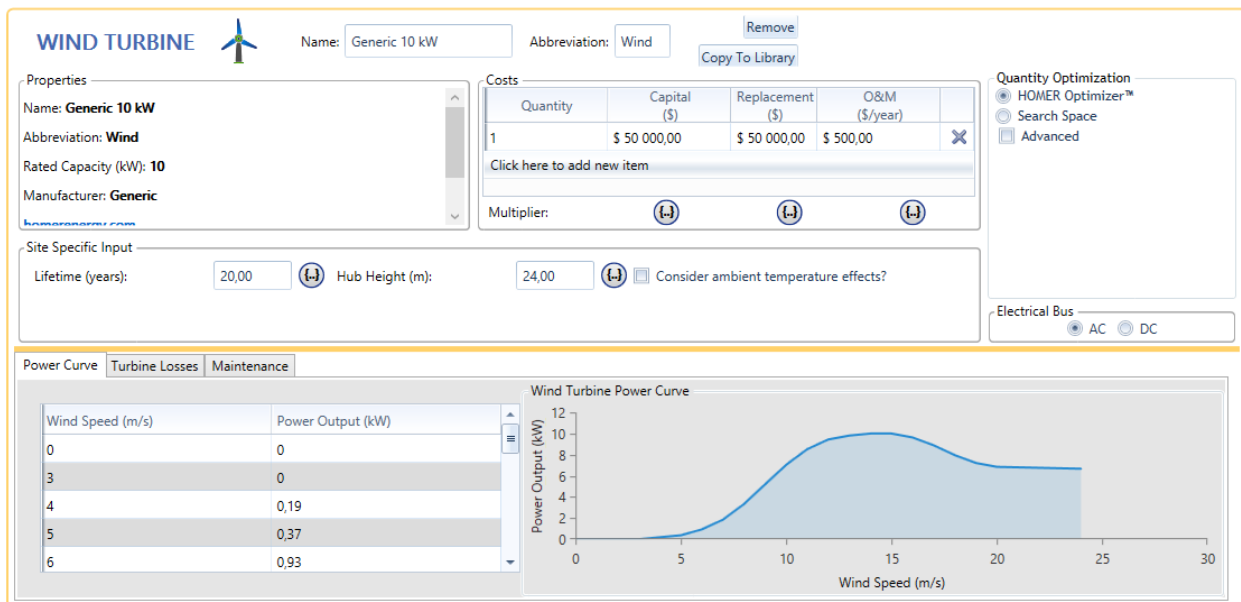 WIND TURBINE
Name: Generic 10 kW
Abbreviation: Wind
Remove
Copy To Library
Properties
Name: Generic 10 kW
Abbreviation: Wind
Rated Capacity (kW): 10
Manufacturer: Generic
homerenergy.com
Costs
Quantity Capital ($) Replacement ($) O&M ($/year)
1 $ 50 000,00 $ 50 000,00 $ 500,00
Click here to add new item
Multiplier: {..} {..} {..}
Quantity Optimization
HOMER Optimizer™
Search Space
Advanced
Site Specific Input
Lifetime (years): 20,00 {..} Hub Height (m): 24,00 {..} Consider ambient temperature effects?
Electrical Bus
AC DC
Power Curve Turbine Losses Maintenance
Wind Speed (m/s) Power Output (kW)
0 0
3 0
4 0,19
5 0,37
6 0,93
Wind Turbine Power Curve
Power Output (kW)
12
10
8
6
4
2
0
0 5 10 15 20 25 30
Wind Speed (m/s)